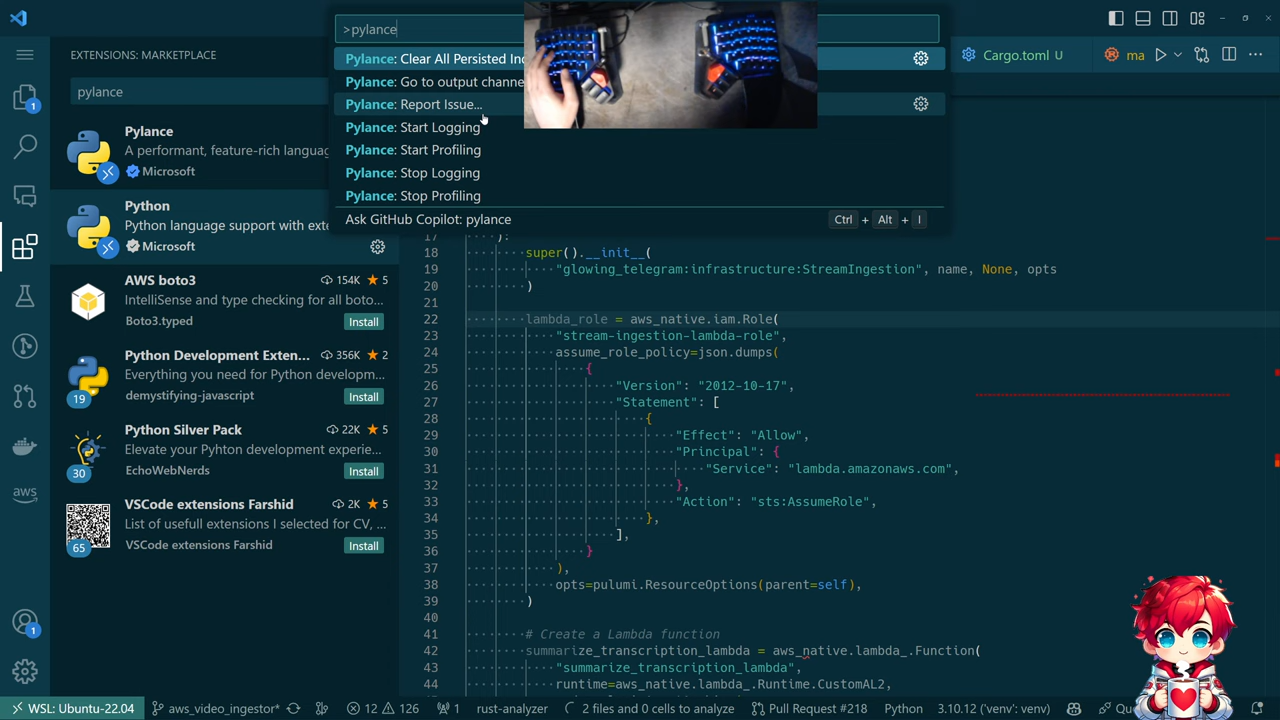 >pylance
EXTENSIONS: MARKETPLACE
pylance
Pylance: Clear All Persisted
Pylance: Go to output
Pylance: Report Issue...
Pylance: Start Logging
Pylance: Start Profiling
Pylance: Stop Logging
Pylance: Stop Profiling
Ask GitHub Copilot: pylance
Ctrl + Alt + I
Cargo.toml U
ma
1
Pylance
A performant, feature-rich
Microsoft
Python
Python language support with
Microsoft
AWS boto3 154K 5
IntelliSense and type checking for all boto...
Boto3.typed Install
Python Development Exten... 356K 2
Everything you need for Python developm...
19 demystifying-javascript Install
Python Silver Pack 22K 5
Elevate your Pyhton development experie...
30 EchoWebNerds Install
VSCode extensions Farshid 2K 5
List of usefull extensions I selected for CV, ...
65 VSCode extensions Farshid Install
aws
1
17 ):
18 super().__init__(
19 "glowing_telegram:infrastructure:StreamIngestion", name, None, opts
20 )
21
22 lambda_role = aws_native.iam.Role(
23 "stream-ingestion-lambda-role",
24 assume_role_policy=json.dumps(
25 {
26 "Version": "2012-10-17",
27 "Statement": [
28 {
29 "Effect": "Allow",
30 "Principal": {
31 "Service": "lambda.amazonaws.com",
32 },
33 "Action": "sts:AssumeRole",
34 },
35 ],
36 }
37 ),
38 opts=pulumi.ResourceOptions(parent=self),
39 )
40
41 # Create a Lambda function
42 summarize_transcription_lambda = aws_native.lambda_.Function(
43 "summarize_transcription_lambda",
44 runtime=aws_native.lambda_.Runtime.CustomAL2,
WSL: Ubuntu-22.04 aws_video_ingestor* 12 126 1 rust-analyzer 2 files and 0 cells to analyze Pull Request #218 Python 3.10.12 ('venv': venv)